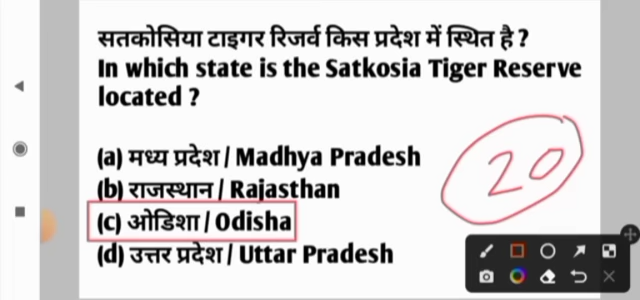 सतकोसिया टाइगर रिजर्व किस प्रदेश में स्थित है ?
In which state is the Satkosia Tiger Reserve
located ?
(a) मध्य प्रदेश / Madhya Pradesh
(b) राजस्थान / Rajasthan
(c) ओडिशा / Odisha
(d) उत्तर प्रदेश / Uttar Pradesh
20